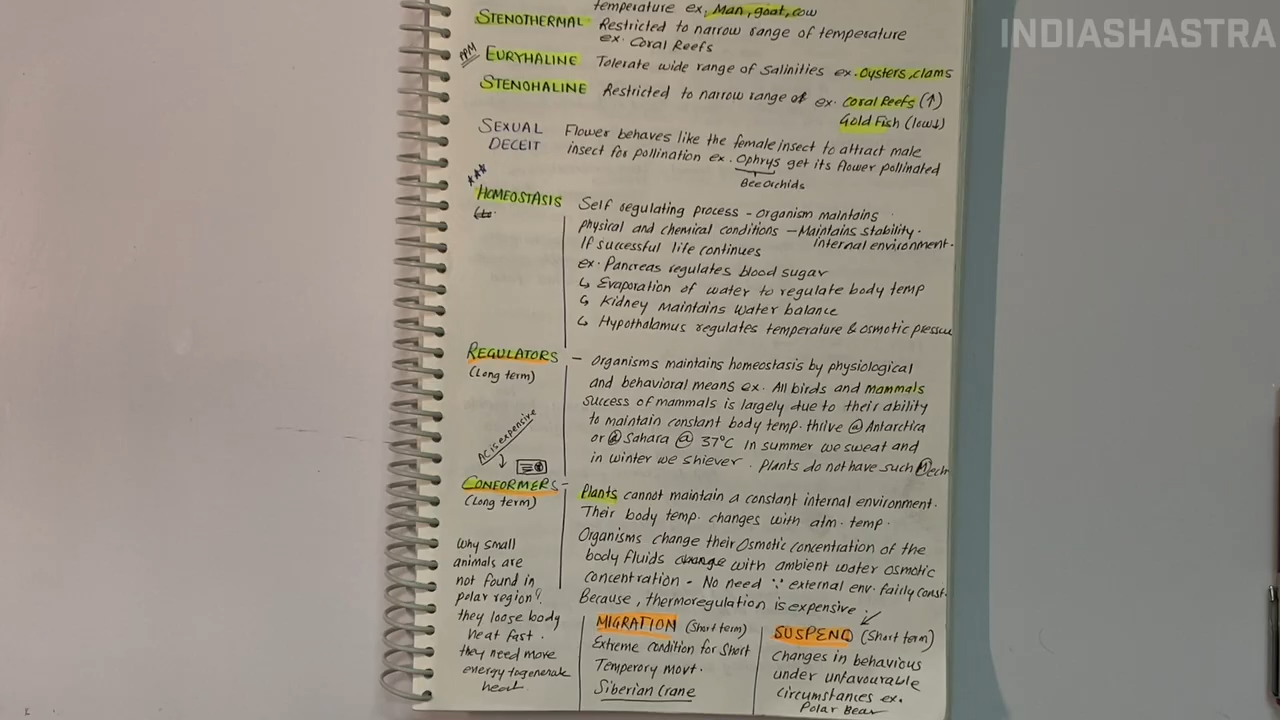 INDIASHASTRA
temperature ex. Man, goat, cow
STENOTHERMAL Restricted to narrow range of temperature
ex. Coral Reefs
PPM
EURYHALINE Tolerate wide range of salinities ex. Oysters, clams
STENOHALINE Restricted to narrow range of ex. Coral Reefs (↑)
Gold Fish (low↓)
SEXUAL DECEIT Flower behaves like the female insect to attract male
insect for pollination ex. Ophrys get its flower pollinated
Bee orchids
HOMEOSTASIS Self regulating process - Organism maintains
physical and chemical conditions - Maintains stability.
internal environment.
If successful life continues
ex. Pancreas regulates blood sugar
↳ Evaporation of water to regulate body temp
↳ Kidney maintains water balance
↳ Hypothalamus regulates temperature & osmotic pressure
REGULATORS - Organisms maintains homeostasis by physiological
(Long term)
and behavioral means ex. All birds and mammals
success of mammals is largely due to their ability
to maintain constant body temp. thrive @ Antarctica
or @ Sahara @ 37°C In summer we sweat and
in winter we shiever. Plants do not have such Mech
AC is expensive
CONFORMERS - Plants cannot maintain a constant internal environment.
(Long term)
Their body temp. changes with atm. temp.
Organisms change their Osmotic concentration of the
body fluids change with ambient water osmotic
concentration - No need ∵ external env. fairly const.
Because, thermoregulation is expensive.
Why small
animals are
not found in
polar region?
they loose body
heat fast.
they need more
energy to generate
heat.
MIGRATION (Short term)
Extreme condition for Short
Temperory movt.
Siberian Crane
SUSPEND (Short term)
Changes in behavious
under unfavourable
circumstances ex.
Polar Bear